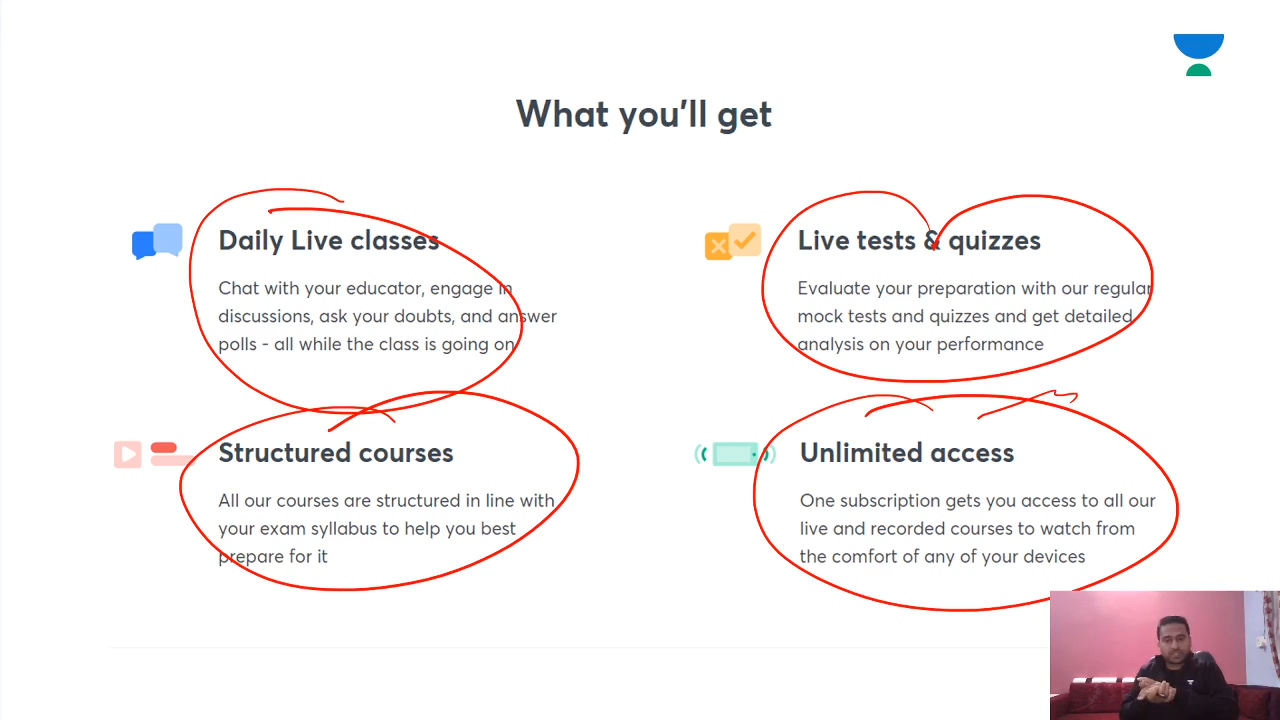 What you'll get
Daily Live classes
Chat with your educator, engage in
discussions, ask your doubts, and answer
polls - all while the class is going on
Live tests & quizzes
Evaluate your preparation with our regular
mock tests and quizzes and get detailed
analysis on your performance
Structured courses
All our courses are structured in line with
your exam syllabus to help you best
prepare for it
Unlimited access
One subscription gets you access to all our
live and recorded courses to watch from
the comfort of any of your devices